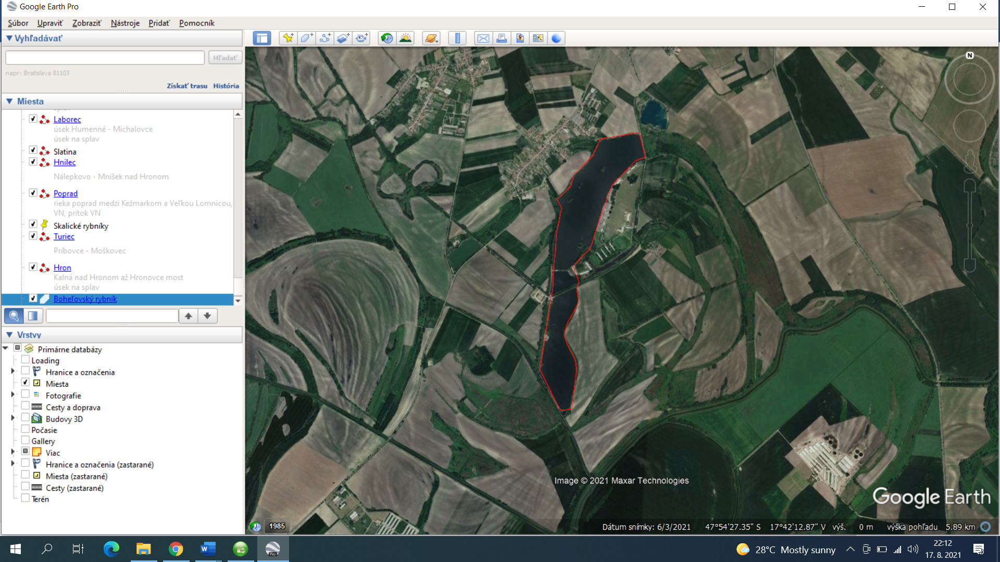 Google Earth Pro
Súbor Upraviť Zobraziť Nástroje Pridať Pomocník
Vyhľadávať
Hľadať
napr: Bratislava 81103
Získať trasu História
Miesta
Laborec
úsek Humenné - Michalovce
úsek na splav
Slatina
Hnilec
Nálepkovo - Mníšek nad Hronom
Poprad
rieka poprad medzi Kežmarkom a Veľkou Lomnicou,
VN, prítok VN
Skalické rybníky
Turiec
Príbovce - Moškovec
Hron
Kalná nad Hronom až Hronovce most
úsek na splav
Boheľovský rybník
Vrstvy
Primárne databázy
Loading
Hranice a označenia
Miesta
Fotografie
Cesty a doprava
Budovy 3D
Počasie
Gallery
Viac
Hranice a označenia (zastarané)
Miesta (zastarané)
Cesty (zastarané)
Terén
N
Image © 2021 Maxar Technologies
Google Earth
1985
Dátum snímky: 6/3/2021 47°54'27.35" S 17°42'12.87" V výš. 0 m výška pohľadu 5.89 km
28°C Mostly sunny
22:12
17. 8. 2021